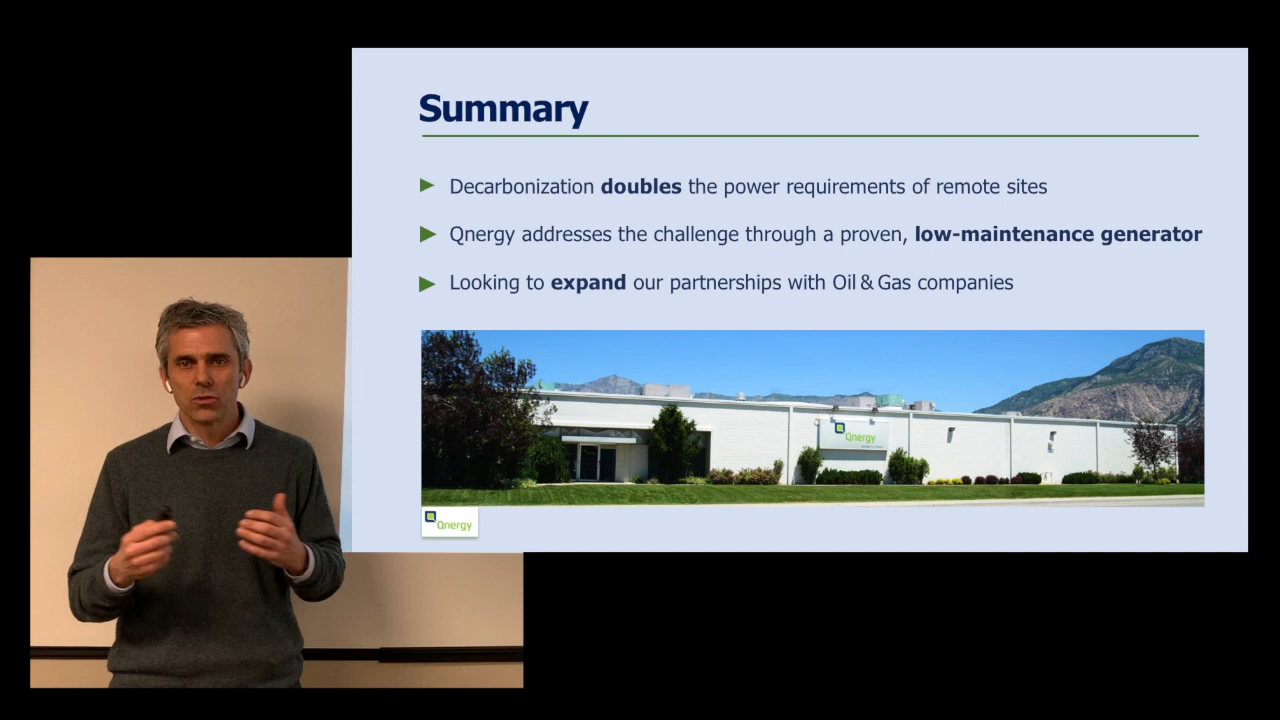 Summary
Decarbonization doubles the power requirements of remote sites
Qnergy addresses the challenge through a proven, low-maintenance generator
Looking to expand our partnerships with Oil & Gas companies
Qnergy
Qnergy